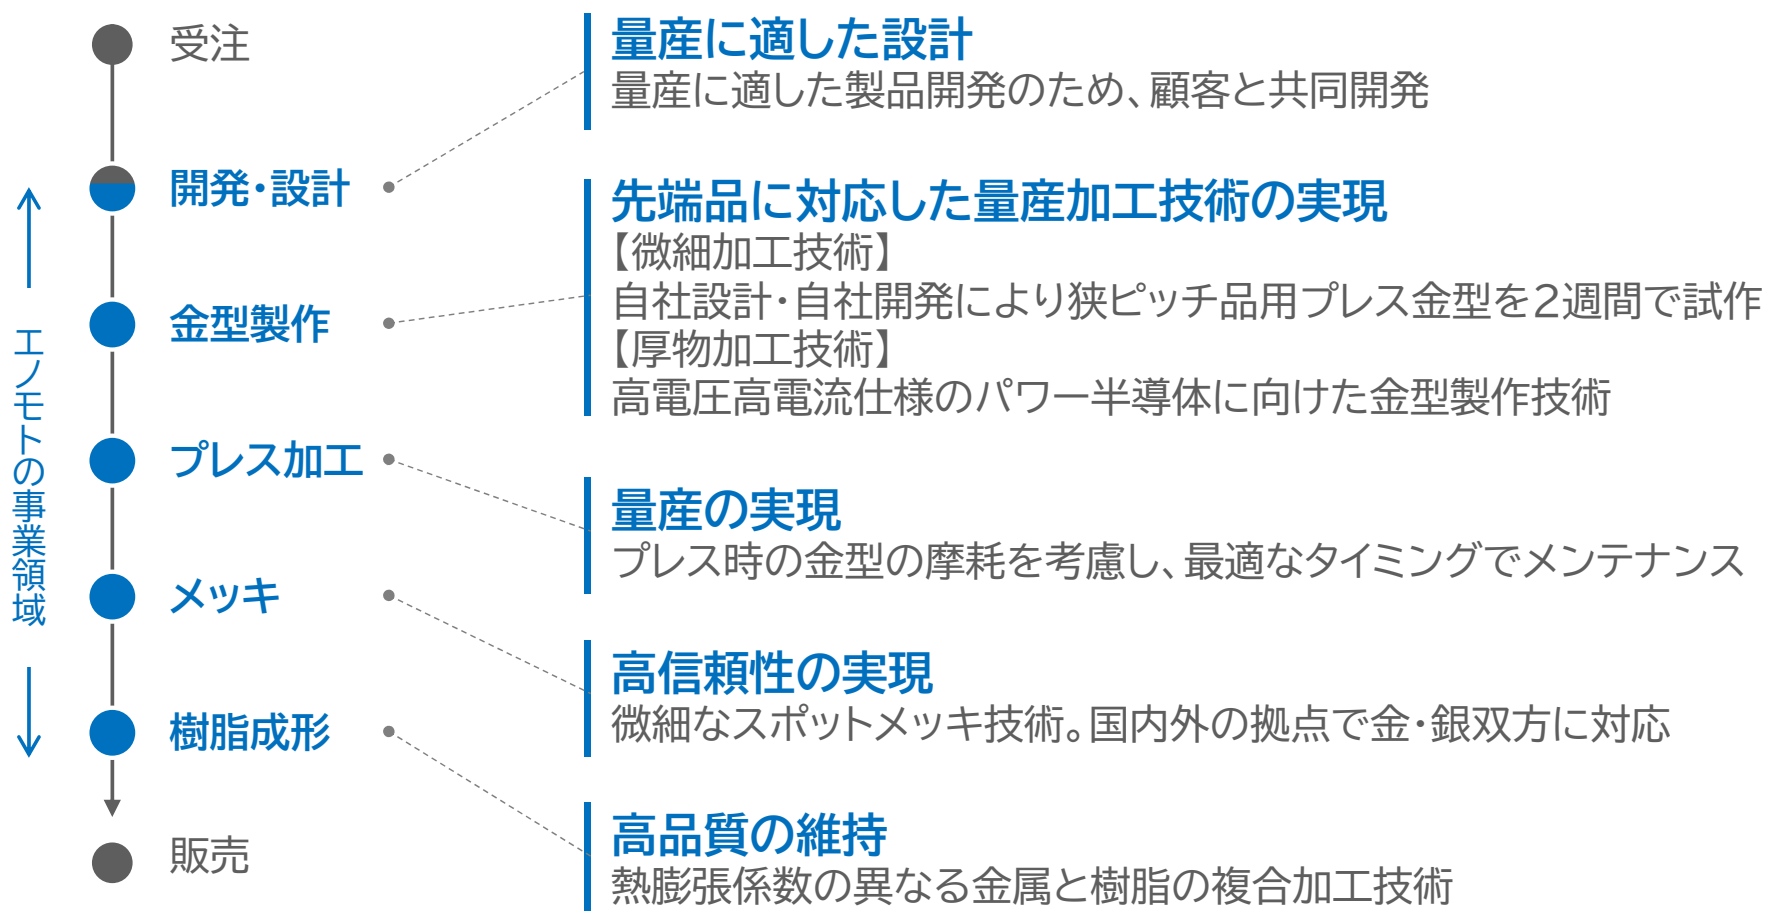 受注
開発・設計
金型製作
プレス加工
メッキ
樹脂成形
販売
エノモトの事業領域
量産に適した設計
量産に適した製品開発のため、顧客と共同開発
先端品に対応した量産加工技術の実現
【微細加工技術】
自社設計・自社開発により狭ピッチ品用プレス金型を2週間で試作
【厚物加工技術】
高電圧高電流仕様のパワー半導体に向けた金型製作技術
量産の実現
プレス時の金型の摩耗を考慮し、最適なタイミングでメンテナンス
高信頼性の実現
微細なスポットメッキ技術。国内外の拠点で金・銀双方に対応
高品質の維持
熱膨張係数の異なる金属と樹脂の複合加工技術